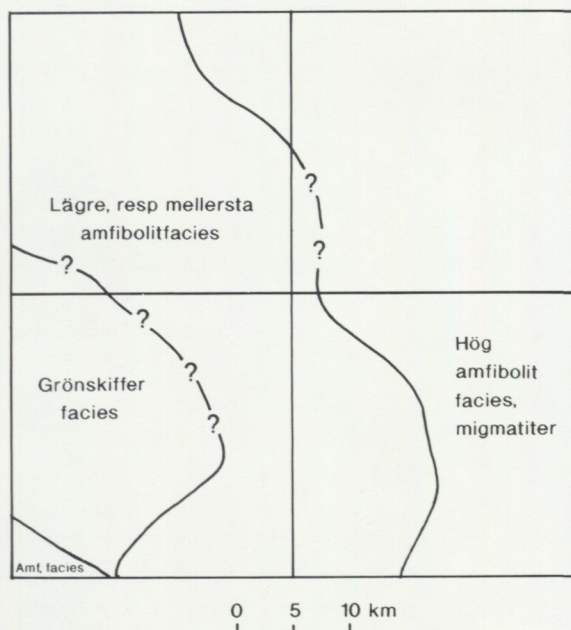 ?
?
Lägre, resp mellersta
amfibolitfacies
?
?
?
?
Grönskiffer
facies
Hög
amfibolit
facies,
migmatiter
Amf, facies
0 5 10 km